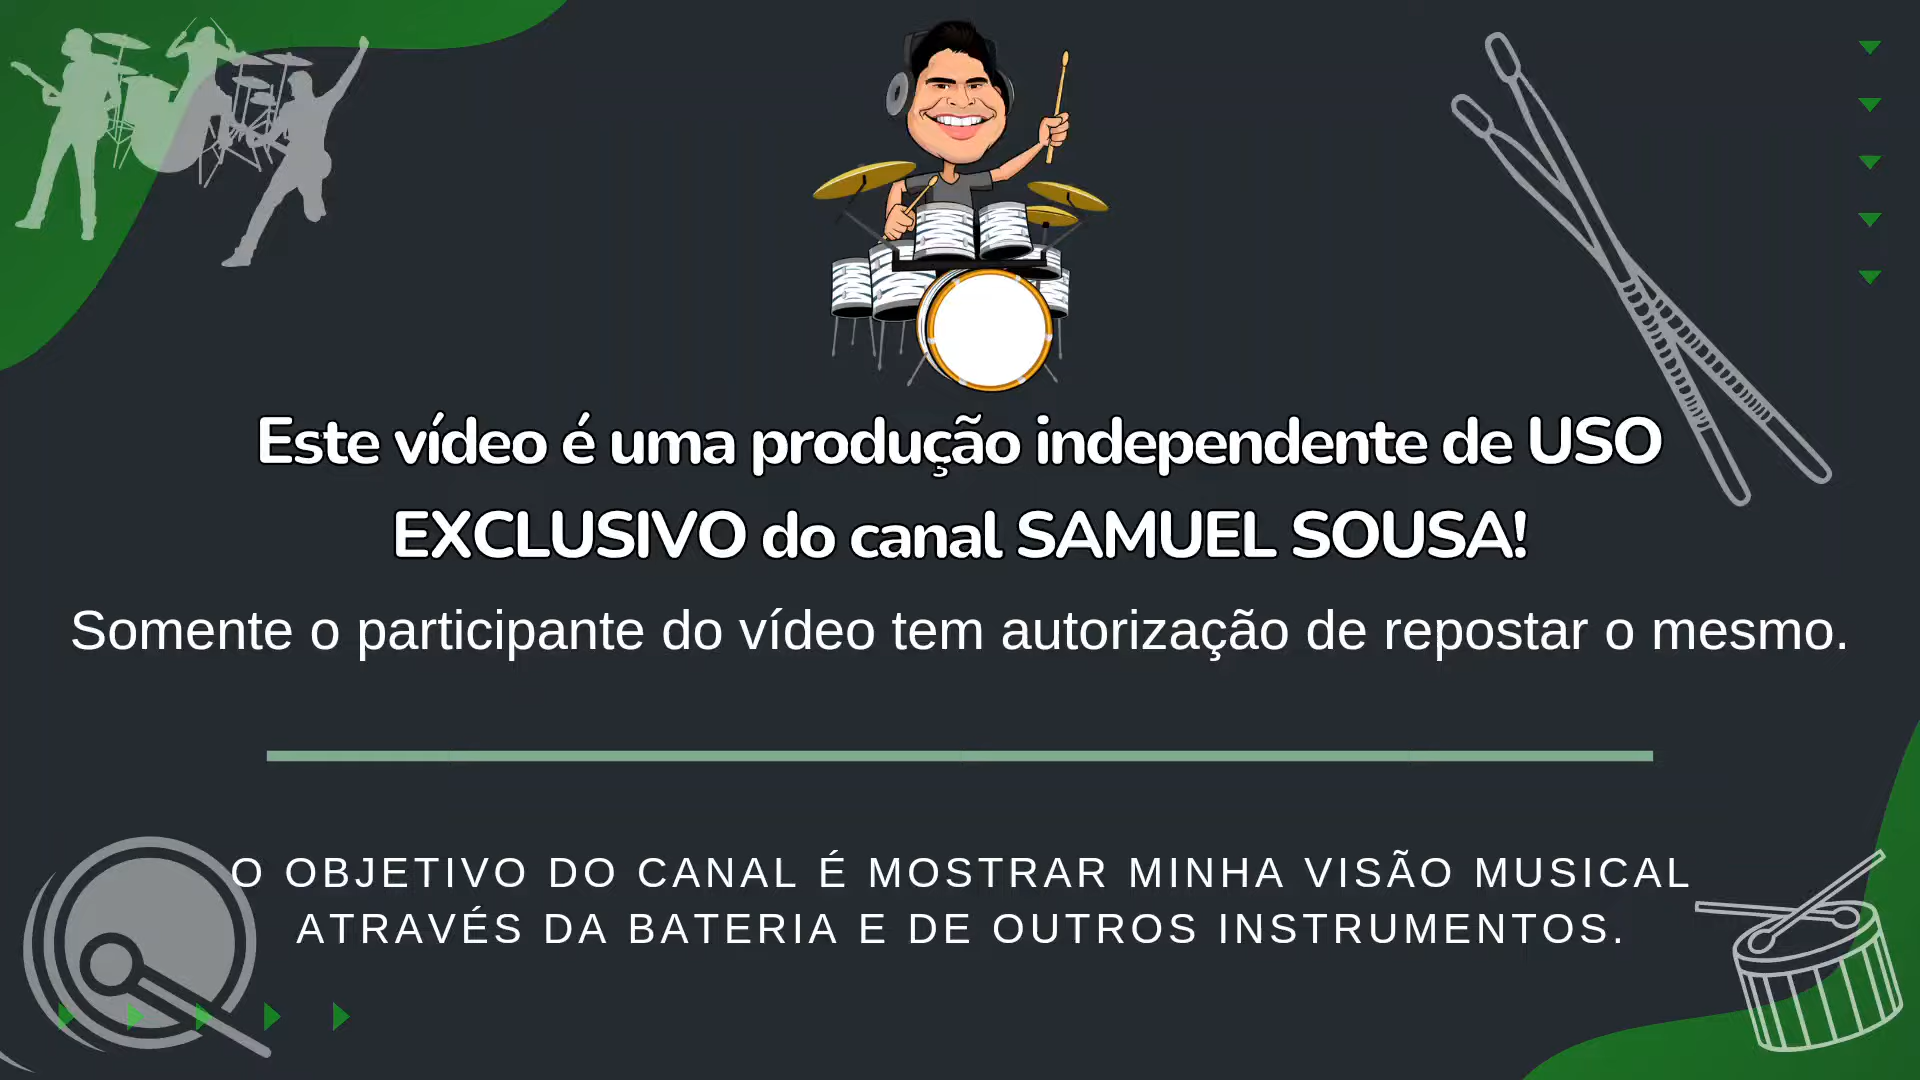 Este vídeo é uma produção independente de USO
EXCLUSIVO do canal SAMUEL SOUSA!
Somente o participante do vídeo tem autorização de repostar o mesmo.
O OBJETIVO DO CANAL É MOSTRAR MINHA VISÃO MUSICAL
ATRAVÉS DA BATERIA E DE OUTROS INSTRUMENTOS.